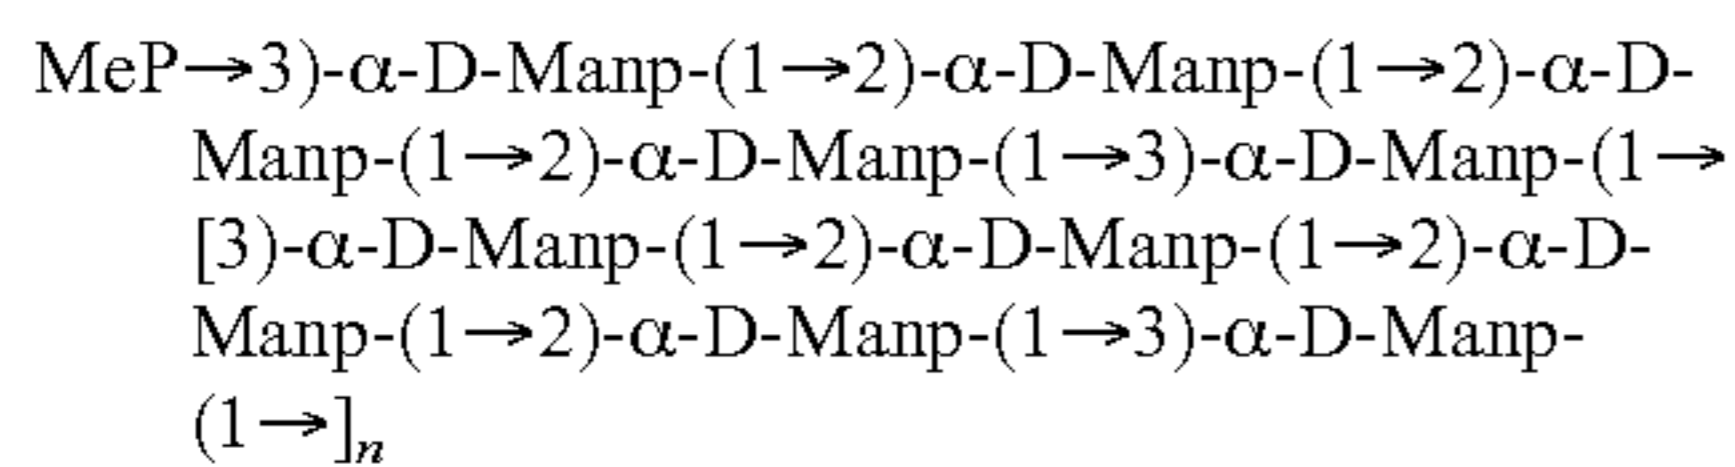 MeP→3)-α-D-Manp-(1→2)-α-D-Manp-(1→2)-α-D-
Manp-(1→2)-α-D-Manp-(1→3)-α-D-Manp-(1→
[3)-α-D-Manp-(1→2)-α-D-Manp-(1→2)-α-D-
Manp-(1→2)-α-D-Manp-(1→3)-α-D-Manp-
(1→]n